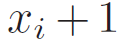 x_i + 1